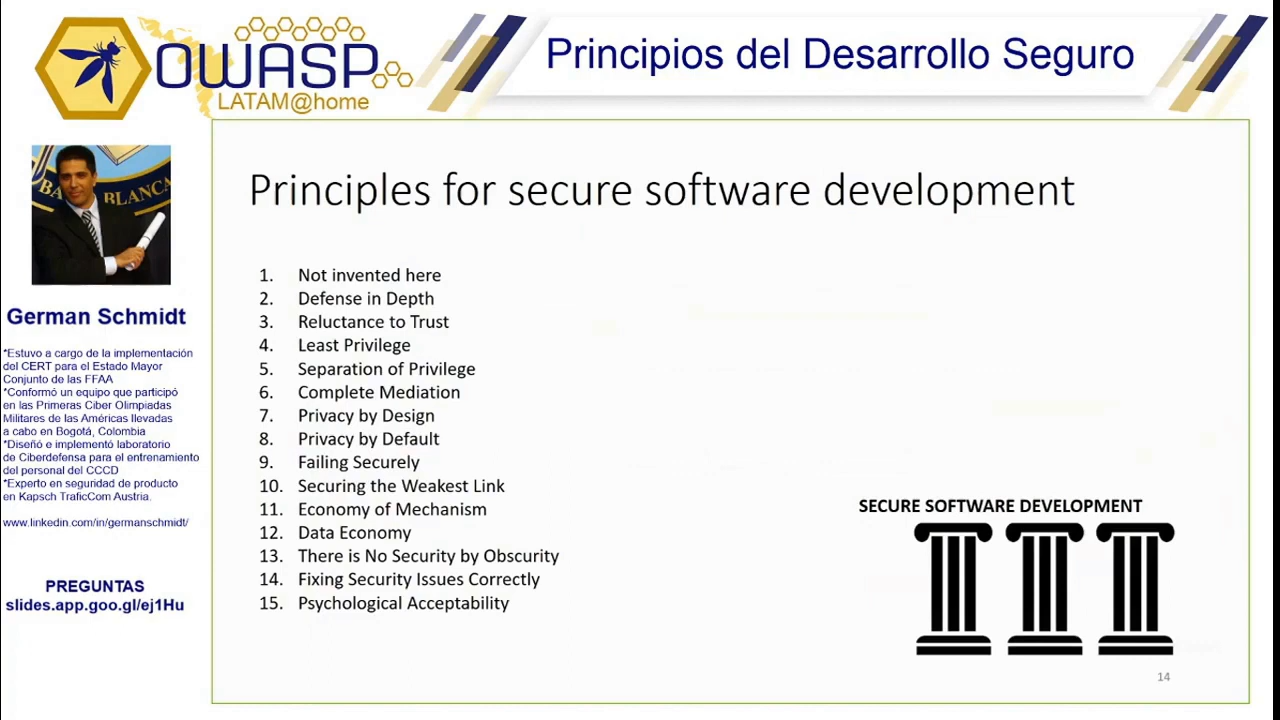 OWASP
LATAM@home
Principios del Desarrollo Seguro
BA BLANCA
German Schmidt
*Estuvo a cargo de la implementación
del CERT para el Estado Mayor
Conjunto de las FFAA
*Conformó un equipo que participó
en las Primeras Ciber Olimpiadas
Militares de las Américas llevadas
a cabo en Bogotá, Colombia
*Diseñó e implementó laboratorio
de Ciberdefensa para el entrenamiento
del personal del CCCD
*Experto en seguridad de producto
en Kapsch TraficCom Austria.
www.linkedin.com/in/germanschmidt/
PREGUNTAS
slides.app.goo.gl/ej1Hu
Principles for secure software development
1. Not invented here
2. Defense in Depth
3. Reluctance to Trust
4. Least Privilege
5. Separation of Privilege
6. Complete Mediation
7. Privacy by Design
8. Privacy by Default
9. Failing Securely
10. Securing the Weakest Link
11. Economy of Mechanism
12. Data Economy
13. There is No Security by Obscurity
14. Fixing Security Issues Correctly
15. Psychological Acceptability
SECURE SOFTWARE DEVELOPMENT
14